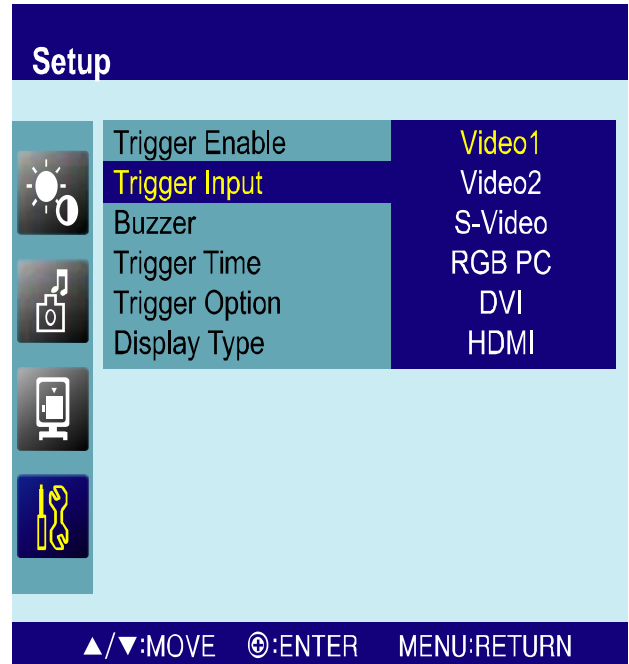 Setup
Trigger Enable Video1
Trigger Input Video2
Buzzer S-Video
Trigger Time RGB PC
Trigger Option DVI
Display Type HDMI
▲/▼:MOVE ⊕:ENTER MENU:RETURN